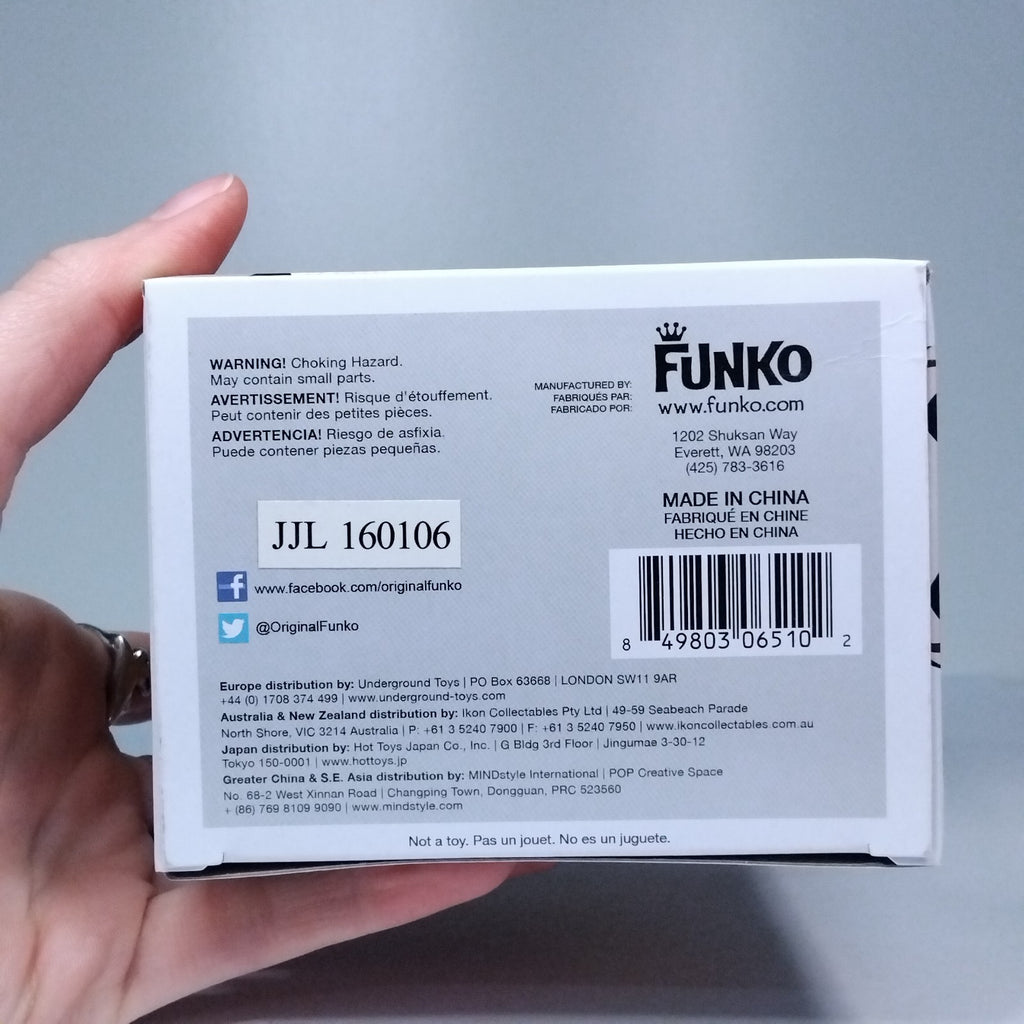 WARNING! Choking Hazard.
May contain small parts.
AVERTISSEMENT! Risque d'étouffement.
Peut contenir des petites pièces.
ADVERTENCIA! Riesgo de asfixia.
Puede contener piezas pequeñas.
MANUFACTURED BY:
FABRIQUÉS PAR:
FABRICADO POR:
FUNKO
www.funko.com
1202 Shuksan Way
Everett, WA 98203
(425) 783-3616
MADE IN CHINA
FABRIQUÉ EN CHINE
HECHO EN CHINA
JJL 160106
www.facebook.com/originalfunko
@OriginalFunko
8 49803 06510 2
Europe distribution by: Underground Toys | PO Box 63668 | LONDON SW11 9AR
+44 (0) 1708 374 499 | www.underground-toys.com
Australia & New Zealand distribution by: Ikon Collectables Pty Ltd | 49-59 Seabeach Parade
North Shore, VIC 3214 Australia | P: +61 3 5240 7900 | F: +61 3 5240 7950 | www.ikoncollectables.com.au
Japan distribution by: Hot Toys Japan Co., Inc. | G Bldg 3rd Floor | Jingumae 3-30-12
Tokyo 150-0001 | www.hottoys.jp
Greater China & S.E. Asia distribution by: MINDstyle International | POP Creative Space
No. 68-2 West Xinnan Road | Changping Town, Dongguan, PRC 523560
+ (86) 769 8109 9090 | www.mindstyle.com
Not a toy. Pas un jouet. No es un juguete.